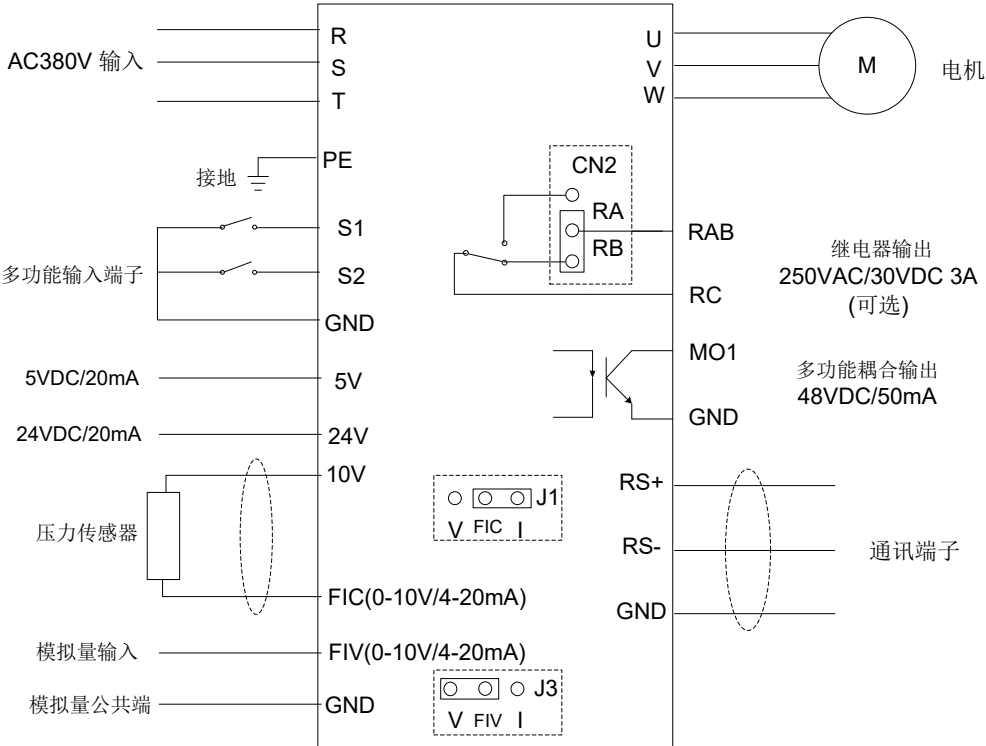 AC380V 输入
R
S
T
PE
接地
多功能输入端子
S1
S2
GND
5VDC/20mA
5V
24VDC/20mA
24V
10V
压力传感器
FIC(0-10V/4-20mA)
模拟量输入
FIV(0-10V/4-20mA)
模拟量公共端
GND
CN2
RA
RB
J1
V FIC I
J3
V FIV I
U
V
W
M
电机
RAB
RC
继电器输出
250VAC/30VDC 3A
(可选)
MO1
GND
多功能耦合输出
48VDC/50mA
RS+
RS-
GND
通讯端子